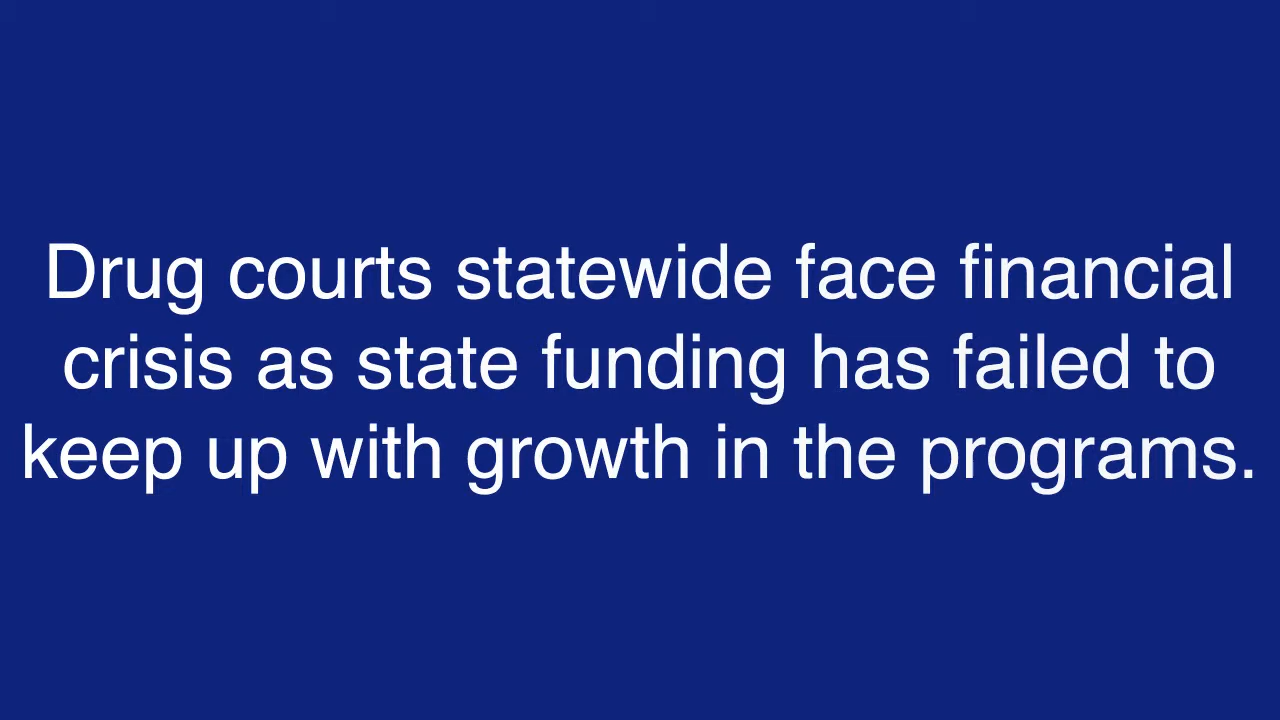 Drug courts statewide face financial
crisis as state funding has failed to
keep up with growth in the programs.